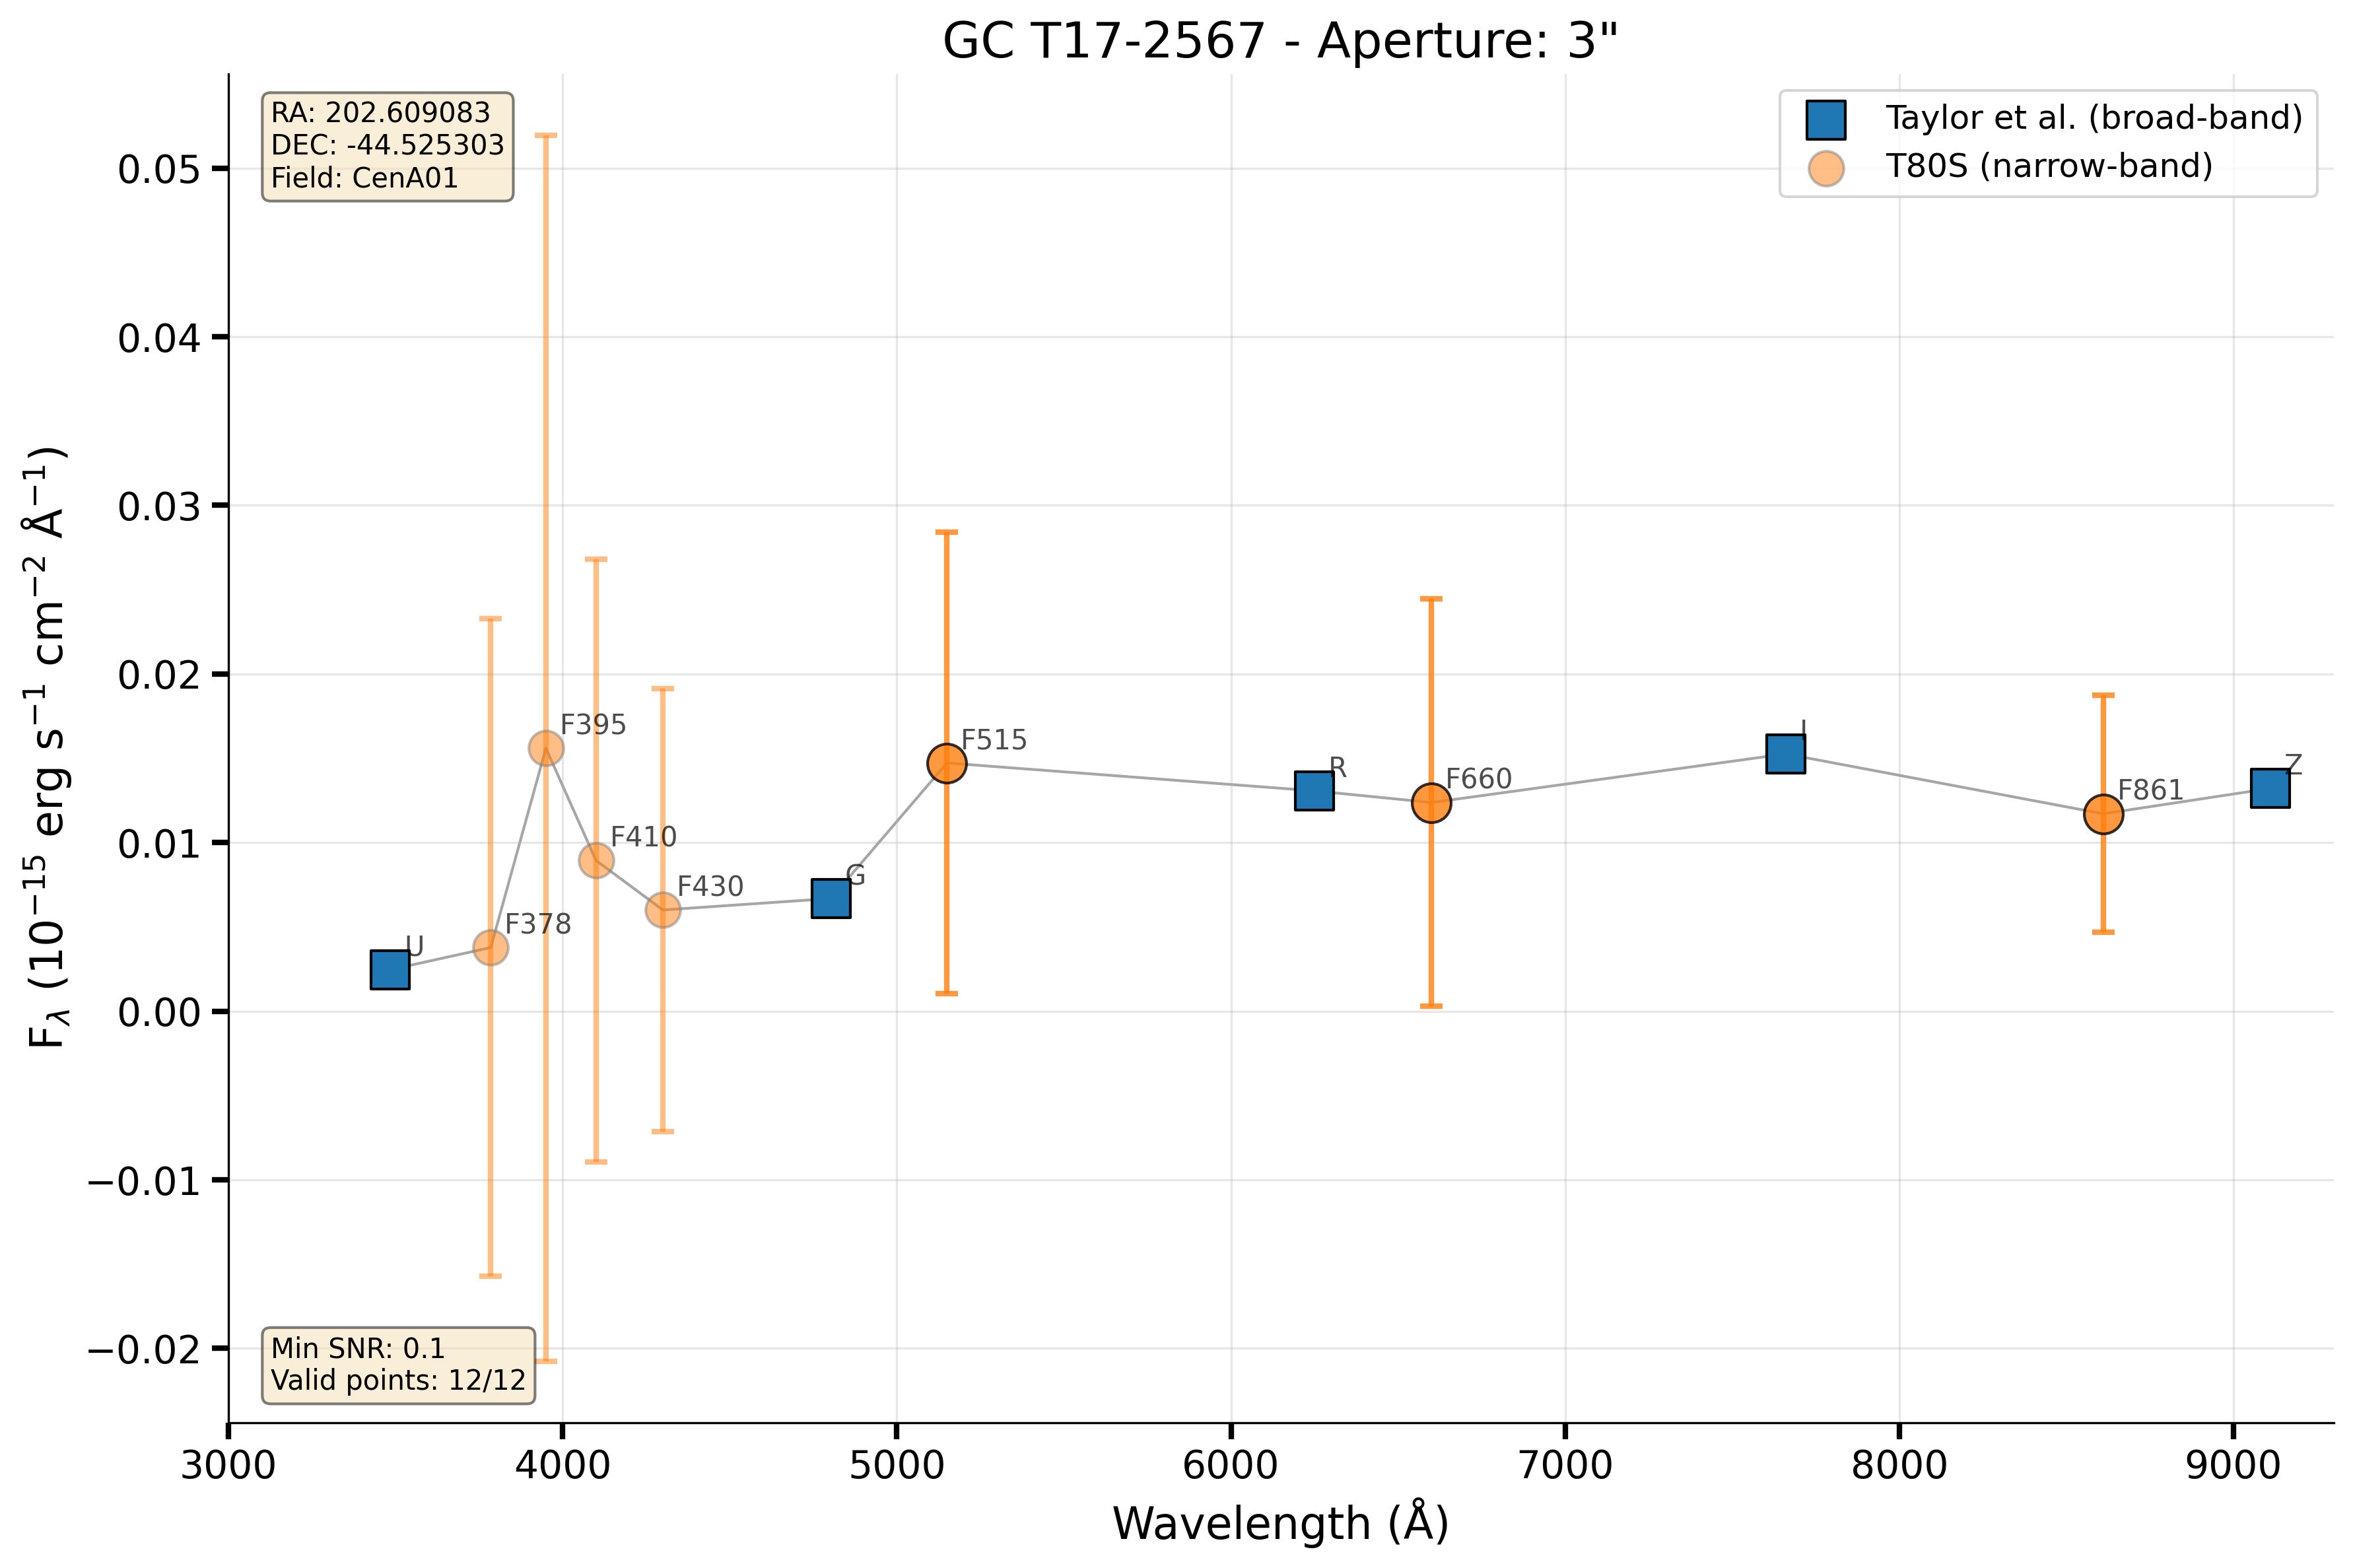 GC T17-2567 - Aperture: 3"
RA: 202.609083
DEC: -44.525303
Field: CenA01
Taylor et al. (broad-band)
T80S (narrow-band)
0.05
0.04
0.03
0.02
0.01
0.00
−0.01
−0.02
F_λ (10⁻¹⁵ erg s⁻¹ cm⁻² Å⁻¹)
U
F378
F395
F410
F430
G
F515
R
F660
I
F861
Z
Min SNR: 0.1
Valid points: 12/12
3000 4000 5000 6000 7000 8000 9000
Wavelength (Å)